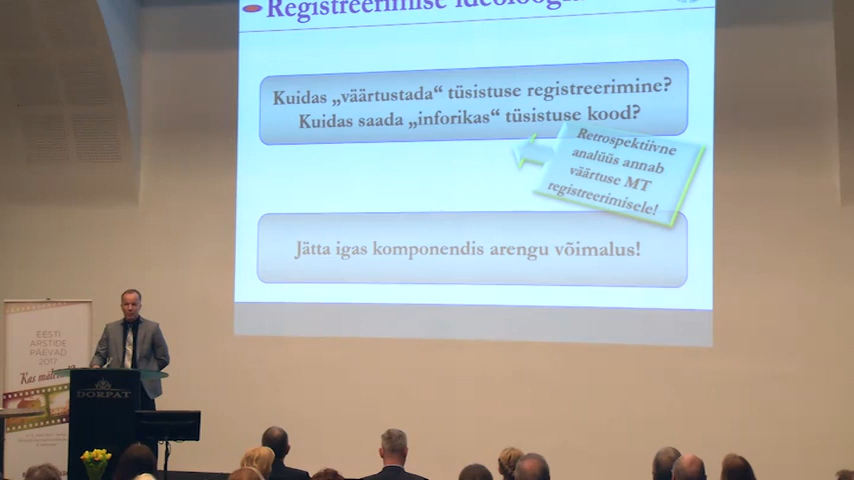 Registreerimise ideoloogia
Kuidas „väärtustada“ tüsistuse registreerimine?
Kuidas saada „inforikas“ tüsistuse kood?
Retrospektiivne
analüüs annab
väärtuse MT
registreerimisele!
Jätta igas komponendis arengu võimalus!
EESTI
ARSTIDE
PÄEVAD
2017
Kas
DORPAT